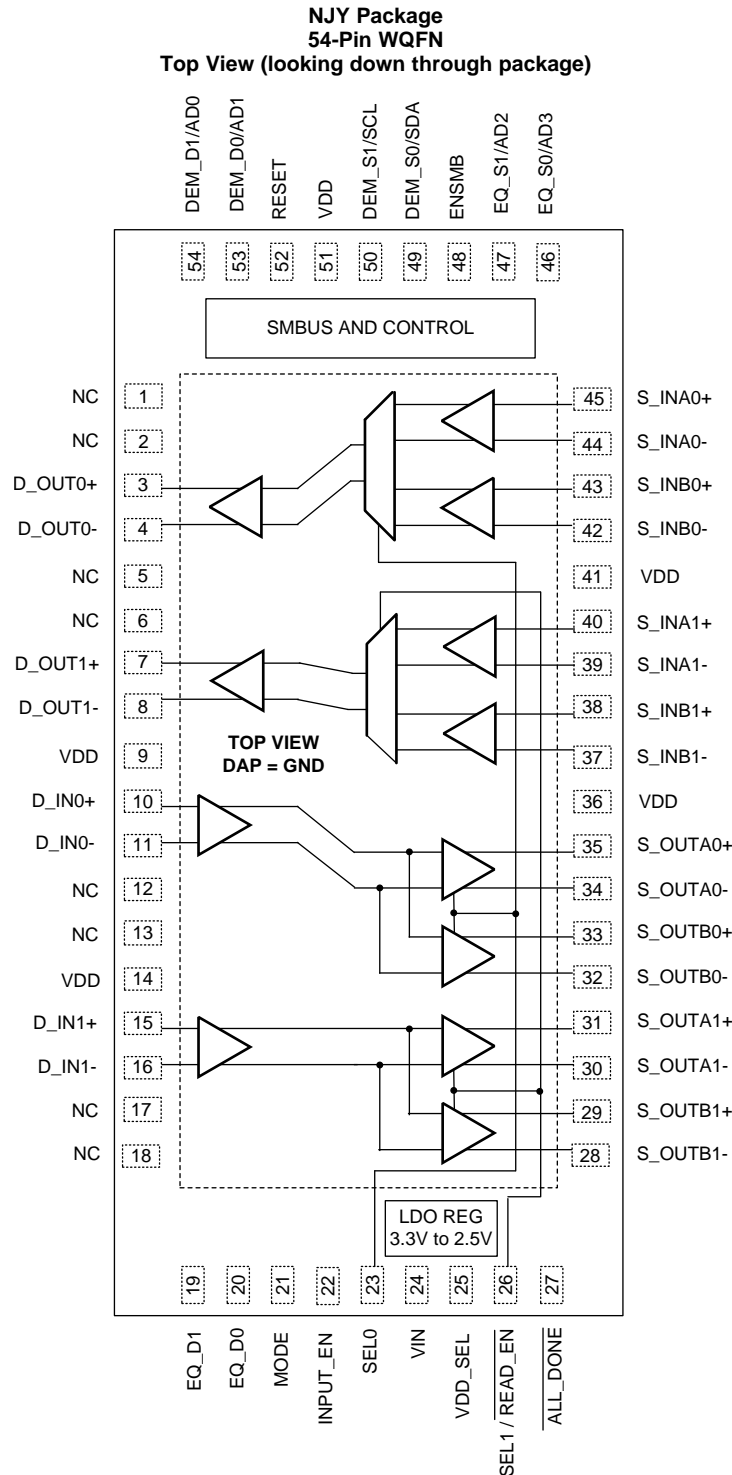 NJY Package
54-Pin WQFN
Top View (looking down through package)
DEM_D1/AD0
DEM_D0/AD1
RESET
VDD
DEM_S1/SCL
DEM_S0/SDA
ENSMB
EQ_S1/AD2
EQ_S0/AD3
54
53
52
51
50
49
48
47
46
SMBUS AND CONTROL
NC 1
45 S_INA0+
NC 2
44 S_INA0-
D_OUT0+ 3
43 S_INB0+
D_OUT0- 4
42 S_INB0-
NC 5
41 VDD
NC 6
40 S_INA1+
D_OUT1+ 7
39 S_INA1-
D_OUT1- 8
38 S_INB1+
TOP VIEW
DAP = GND
VDD 9
37 S_INB1-
D_IN0+ 10
36 VDD
D_IN0- 11
35 S_OUTA0+
NC 12
34 S_OUTA0-
NC 13
33 S_OUTB0+
VDD 14
32 S_OUTB0-
D_IN1+ 15
31 S_OUTA1+
D_IN1- 16
30 S_OUTA1-
NC 17
29 S_OUTB1+
NC 18
28 S_OUTB1-
LDO REG
3.3V to 2.5V
19
20
21
22
23
24
25
26
27
EQ_D1
EQ_D0
MODE
INPUT_EN
SEL0
VIN
VDD_SEL
SEL1 / READ_EN
ALL_DONE